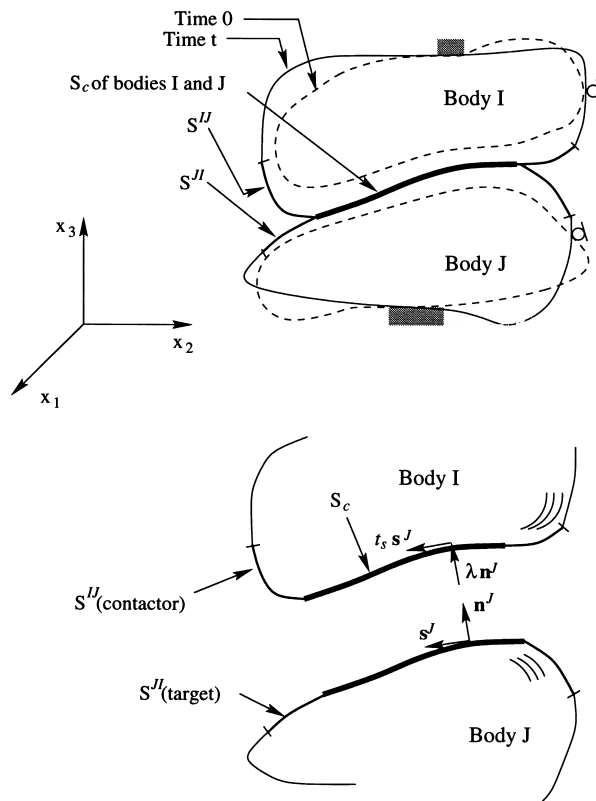 Time 0
Time t
S_c of bodies I and J
Body I
S^{IJ}
S^{JI}
Body J
x_3
x_2
x_1
Body I
S_c
t_s s^J
λ n^J
S^{IJ} (contactor)
n^J
s^J
S^{JI} (target)
Body J